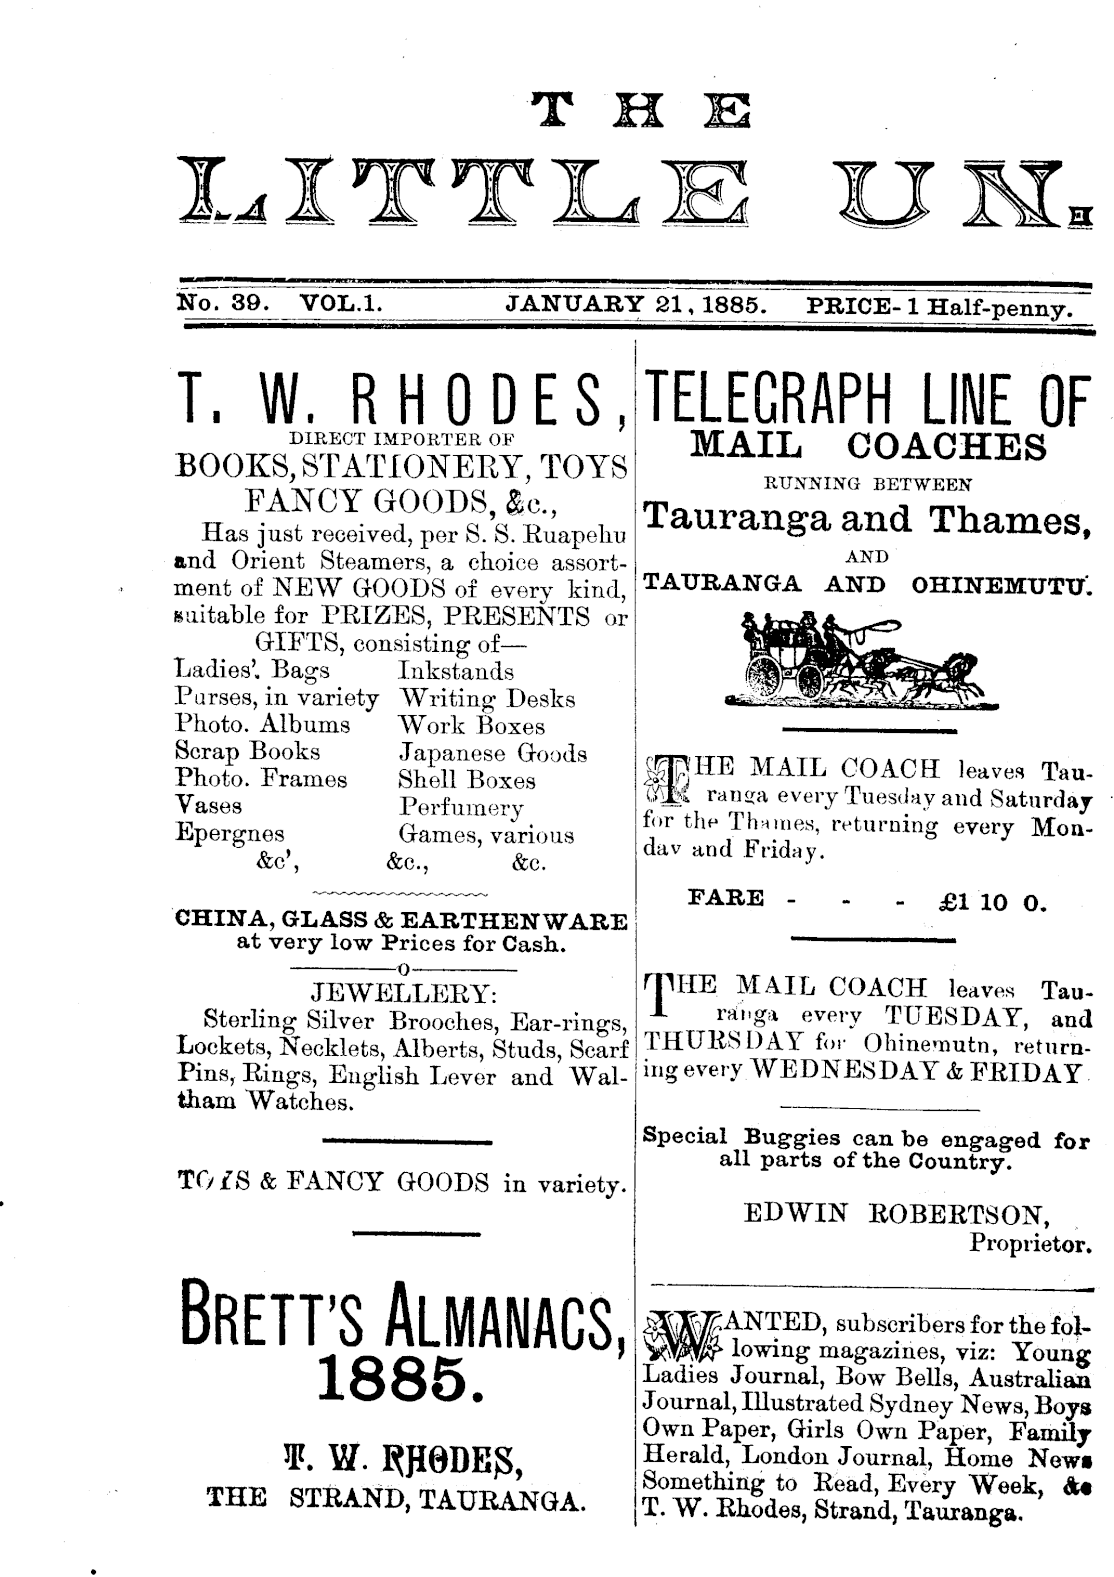 THE
LITTLE UN.
No. 39. VOL.1. JANUARY 21, 1885. PRICE- 1 Half-penny.
T. W. RHODES,
DIRECT IMPORTER OF
BOOKS, STATIONERY, TOYS
FANCY GOODS, &c.,
Has just received, per S. S. Ruapehu
and Orient Steamers, a choice assort-
ment of NEW GOODS of every kind,
suitable for PRIZES, PRESENTS or
GIFTS, consisting of—
Ladies'. Bags Inkstands
Purses, in variety Writing Desks
Photo. Albums Work Boxes
Scrap Books Japanese Goods
Photo. Frames Shell Boxes
Vases Perfumery
Epergnes Games, various
&c', &c., &c.
CHINA, GLASS & EARTHENWARE
at very low Prices for Cash.
O
JEWELLERY:
Sterling Silver Brooches, Ear-rings,
Lockets, Necklets, Alberts, Studs, Scarf
Pins, Rings, English Lever and Wal-
tham Watches.
TOYS & FANCY GOODS in variety.
BRETT'S ALMANACS,
1885.
T. W. RHODES,
THE STRAND, TAURANGA.
TELEGRAPH LINE OF
MAIL COACHES
RUNNING BETWEEN
Tauranga and Thames,
AND
TAURANGA AND OHINEMUTU.
THE MAIL COACH leaves Tau-
ranga every Tuesday and Saturday
for the Thames, returning every Mon-
day and Friday.
FARE - - - £1 10 0.
THE MAIL COACH leaves Tau-
ranga every TUESDAY, and
THURSDAY for Ohinemutn, return-
ing every WEDNESDAY & FRIDAY
Special Buggies can be engaged for
all parts of the Country.
EDWIN ROBERTSON,
Proprietor.
WANTED, subscribers for the fol-
lowing magazines, viz: Young
Ladies Journal, Bow Bells, Australian
Journal, Illustrated Sydney News, Boys
Own Paper, Girls Own Paper, Family
Herald, London Journal, Home News
Something to Read, Every Week, &c
T. W. Rhodes, Strand, Tauranga.